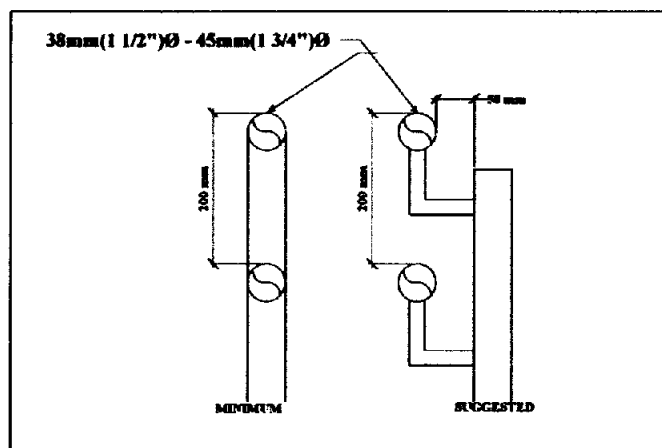 38mm(1 1/2")Ø - 45mm(1 3/4")Ø
50 mm
200 mm
200 mm
MINIMUM
SUGGESTED